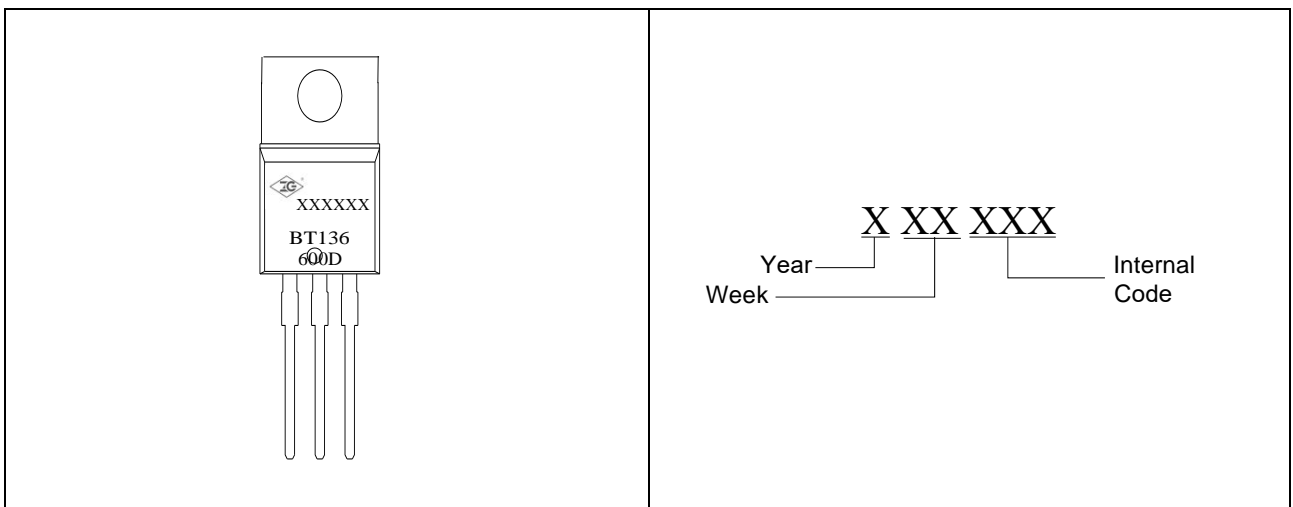 XXXXXX
BT136
600D
X XX XXX
Year
Week
Internal
Code